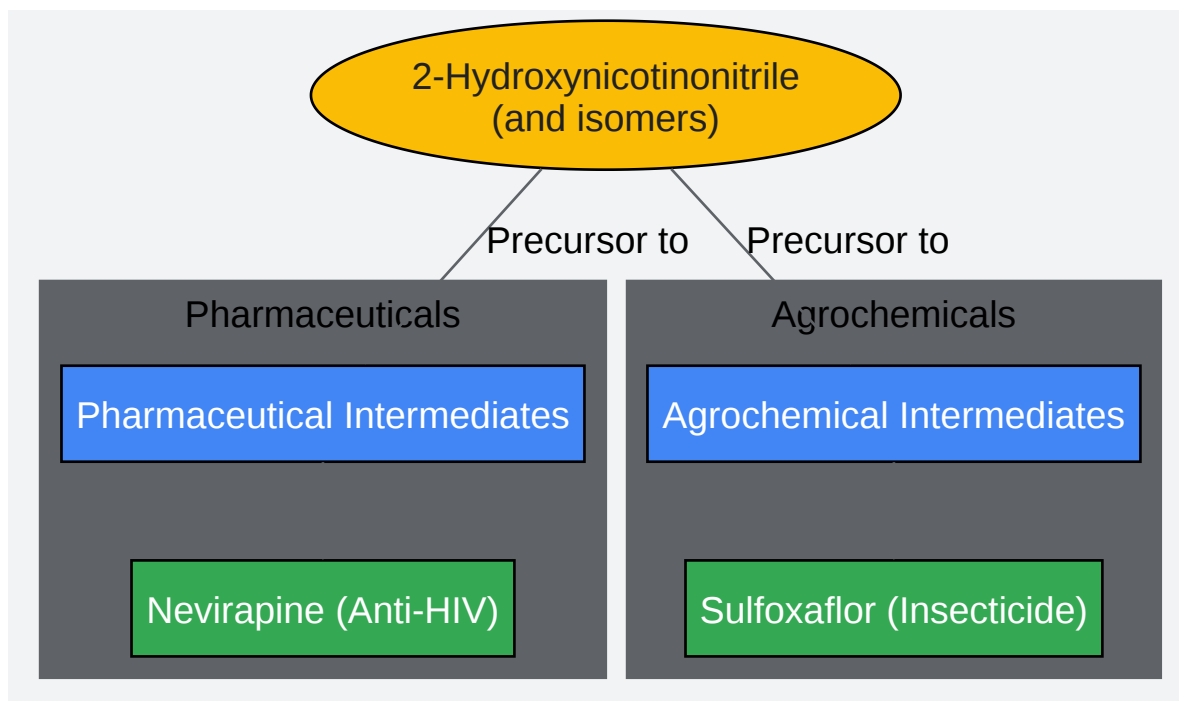 2-Hydroxynicotinonitrile
(and isomers)
Precursor to
Precursor to
Pharmaceuticals
Agrochemicals
Pharmaceutical Intermediates
Agrochemical Intermediates
Nevirapine (Anti-HIV)
Sulfoxaflor (Insecticide)